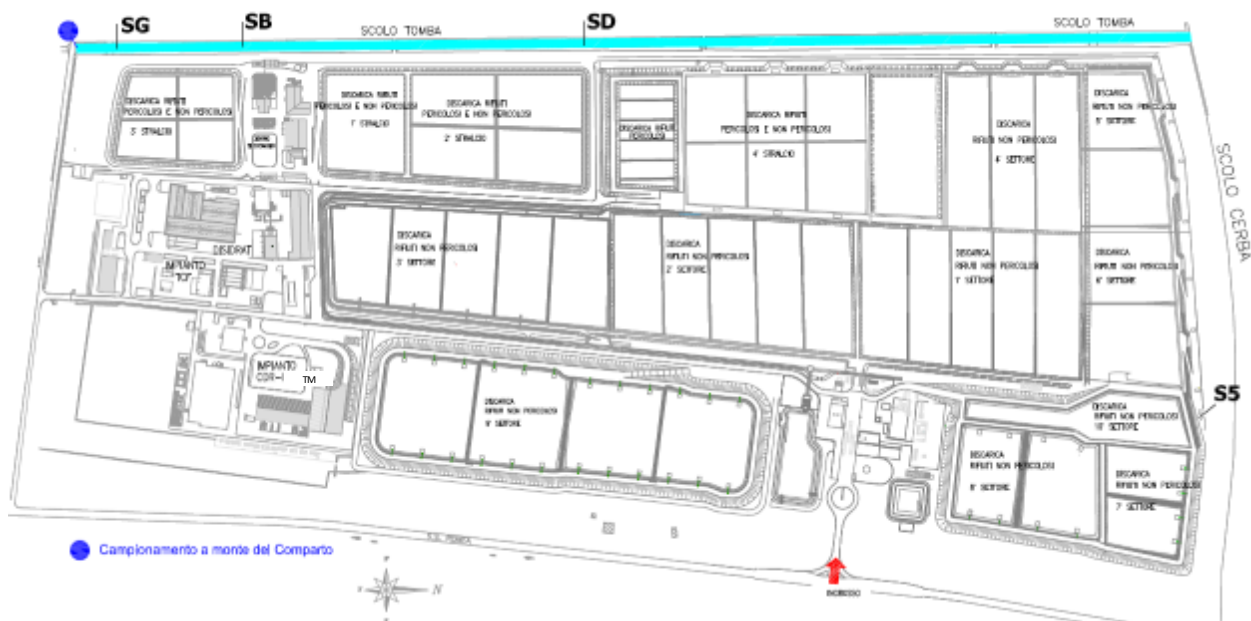 SG
SB
SCOLO TOMBA
SD
SCOLO TOMBA
DISCARICA RIFIUTI
PERICOLOSI E NON PERICOLOSI
3° STRALCIO
DISCARICA RIFIUTI
PERICOLOSI E NON PERICOLOSI
1° STRALCIO
DISCARICA RIFIUTI
PERICOLOSI E NON PERICOLOSI
2° STRALCIO
DISCARICA RIFIUTI
PERICOLOSI
DISCARICA RIFIUTI
PERICOLOSI E NON PERICOLOSI
4° STRALCIO
DISCARICA
RIFIUTI NON PERICOLOSI
4° SETTORE
DISCARICA
RIFIUTI NON PERICOLOSI
5° SETTORE
SCOLO CERBA
DISIDRAT
IMPIANTO
DISCARICA
RIFIUTI NON PERICOLOSI
3° SETTORE
DISCARICA
RIFIUTI NON PERICOLOSI
2° SETTORE
DISCARICA
RIFIUTI NON PERICOLOSI
1° SETTORE
DISCARICA
RIFIUTI NON PERICOLOSI
6° SETTORE
IMPIANTO
CDR-I
TM
DISCARICA
RIFIUTI NON PERICOLOSI
9° SETTORE
DISCARICA
RIFIUTI NON PERICOLOSI
10° SETTORE
S5
DISCARICA
RIFIUTI NON PERICOLOSI
8° SETTORE
DISCARICA
RIFIUTI NON PERICOLOSI
7° SETTORE
Campionamento a monte del Comparto
N
INGRESSO